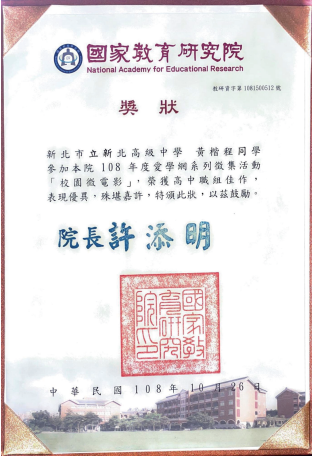 國家教育研究院
National Academy for Educational Research
教研資字第1081500512號
獎狀
新北市立新北高級中學 黃楷程同學
參加本院 108 年度愛學網系列徵集活動
「校園微電影」,榮獲高中職組佳作,
表現優異,殊堪嘉許,特頒此狀,以茲鼓勵。
院長許添明
國家教育研究院印
中華民國108年10月26日